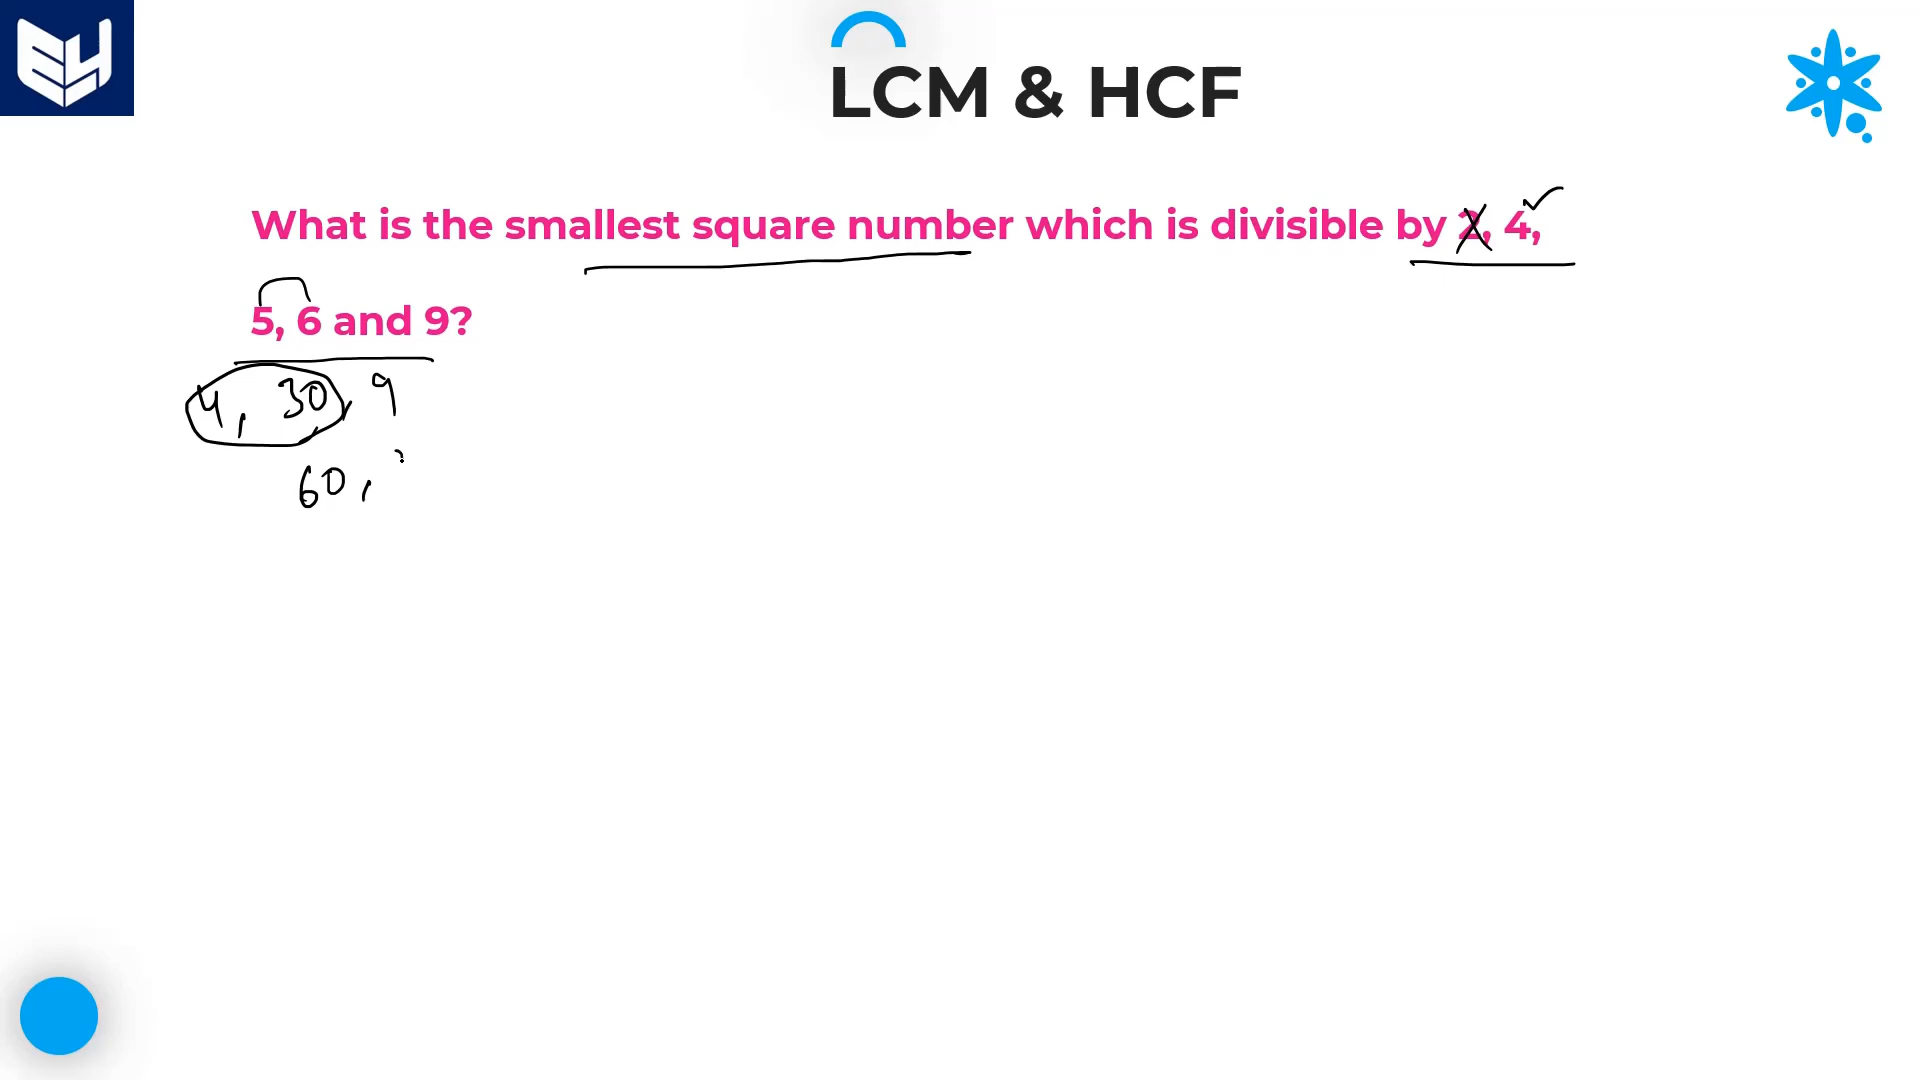 LCM & HCF
What is the smallest square number which is divisible by 2, 4,
5, 6 and 9?
4, 30, 9
60,